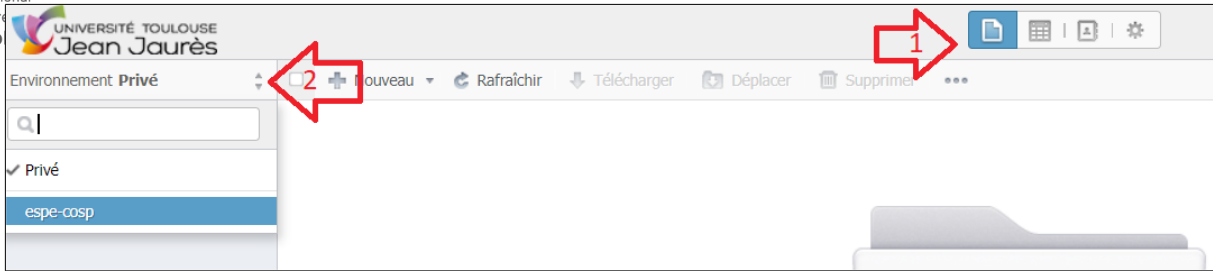 UNIVERSITÉ TOULOUSE
Jean Jaurès
1
Environnement Privé
2 Nouveau Rafraîchir Télécharger Déplacer Supprimer
Privé
espe-cosp